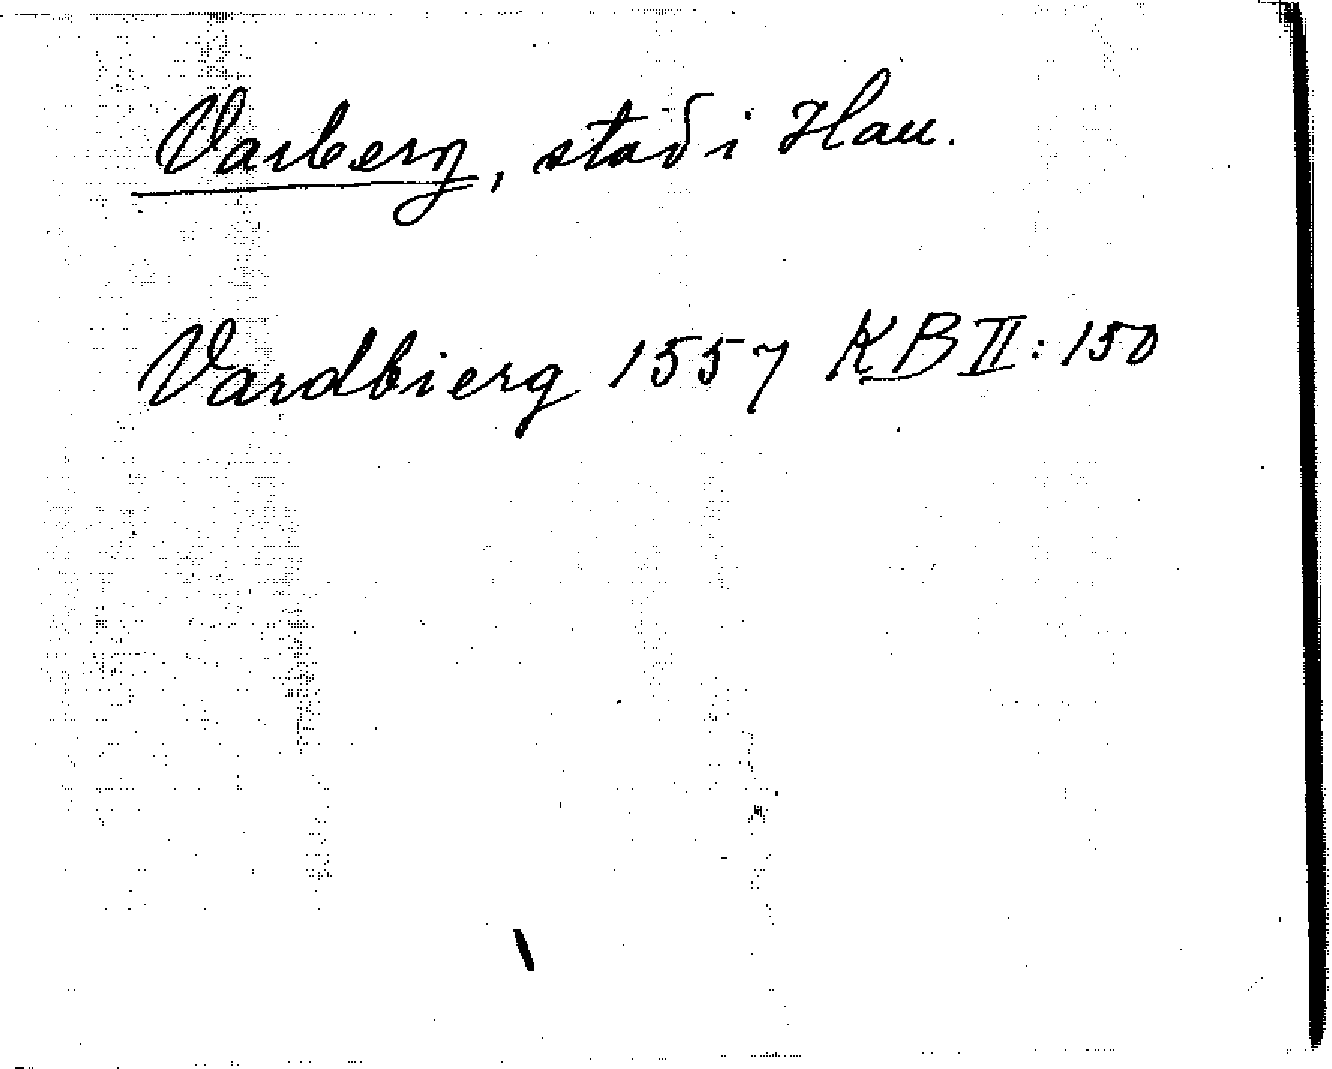 Varberg, stad i Hall.
Vardbierg 1557 KB II: 150